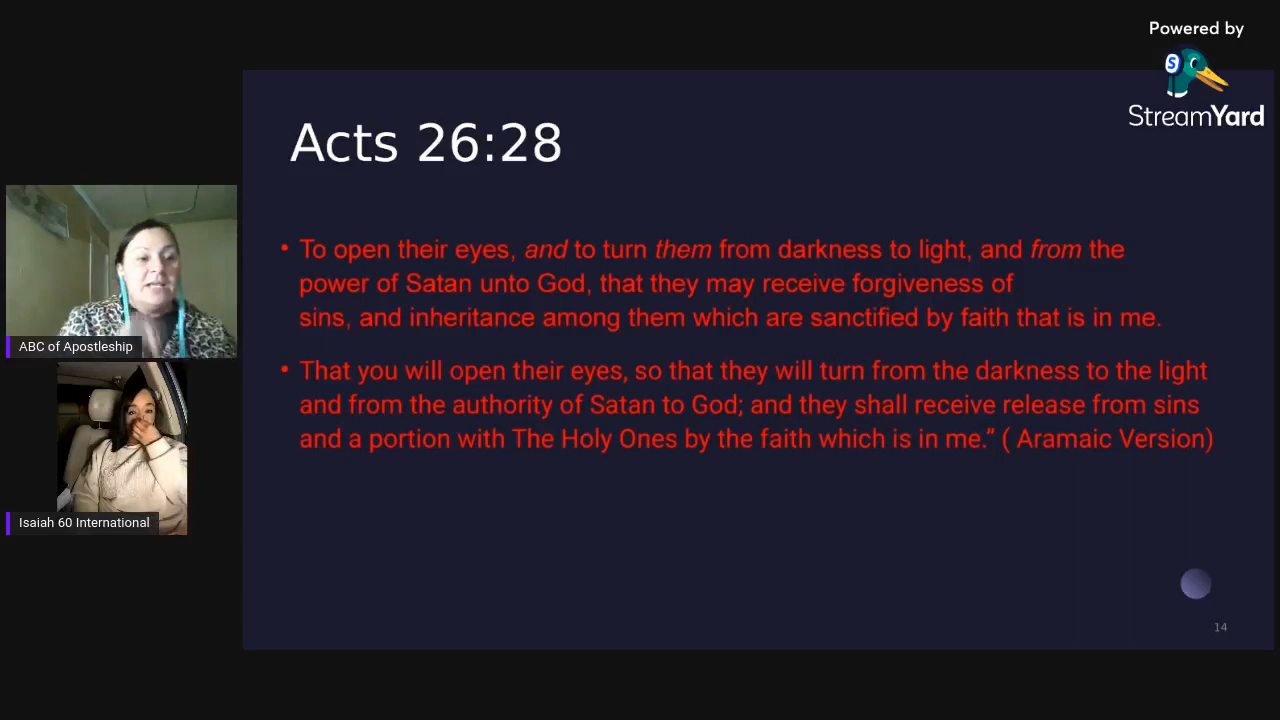 Powered by
StreamYard
Acts 26:28
• To open their eyes, and to turn them from darkness to light, and from the
power of Satan unto God, that they may receive forgiveness of
sins, and inheritance among them which are sanctified by faith that is in me.
• That you will open their eyes, so that they will turn from the darkness to the light
and from the authority of Satan to God; and they shall receive release from sins
and a portion with The Holy Ones by the faith which is in me.” ( Aramaic Version)
ABC of Apostleship
Isaiah 60 International
14